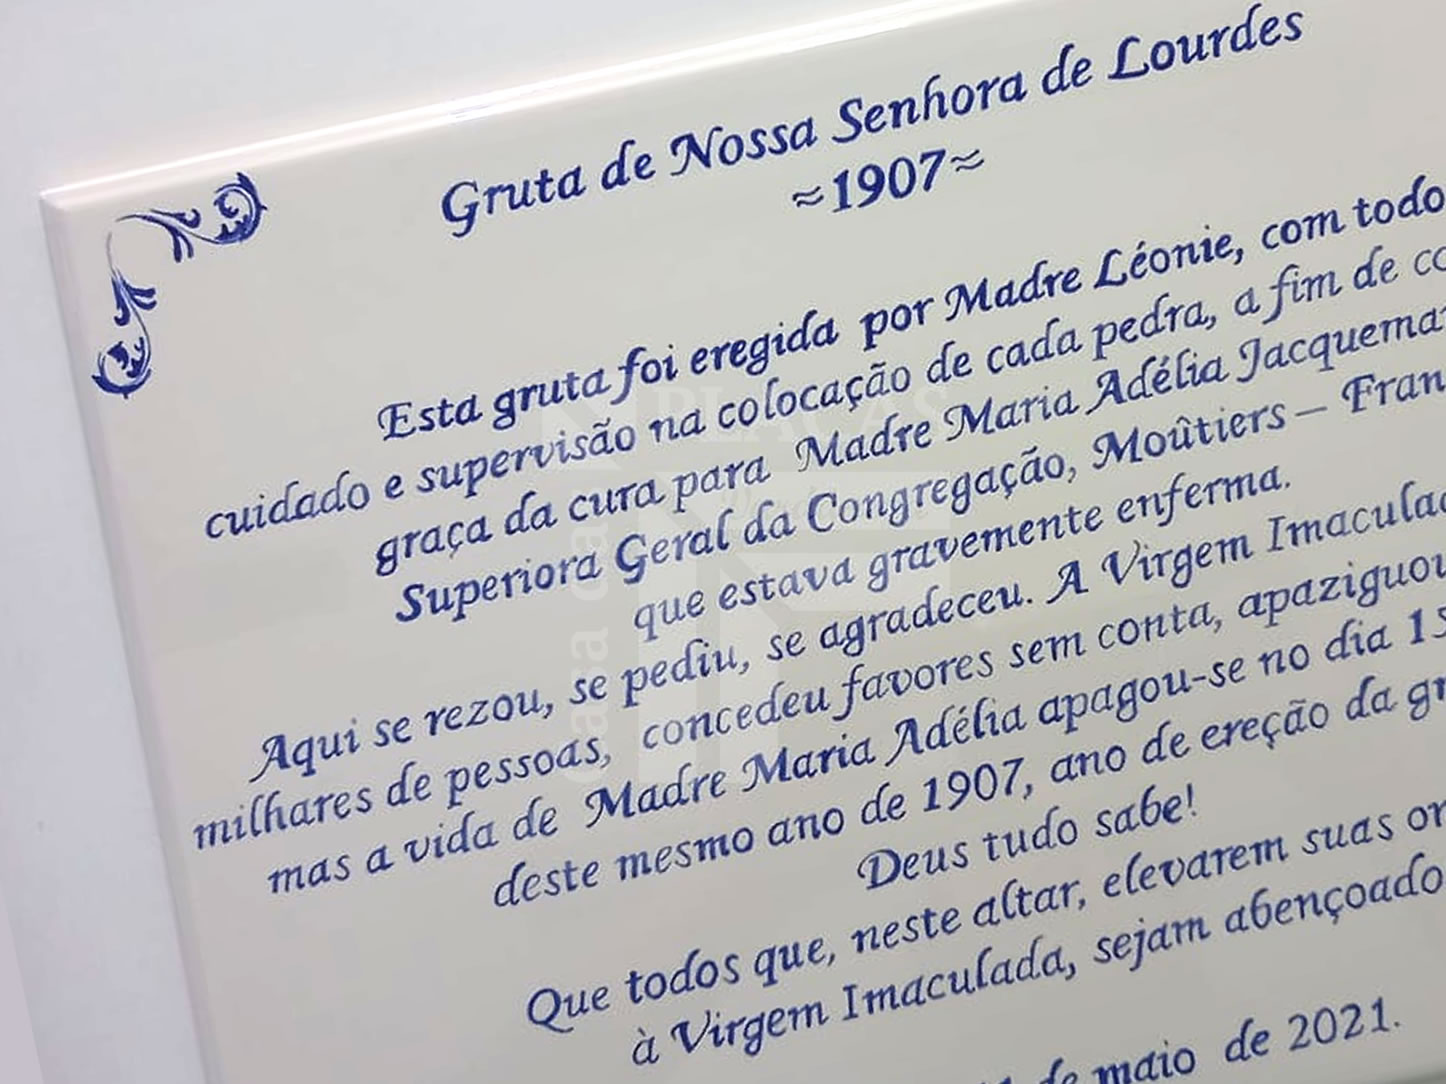 Gruta de Nossa Senhora de Lourdes
≈1907≈
Esta gruta foi eregida por Madre Léonie, com todo
cuidado e supervisão na colocação de cada pedra, a fim de
graça da cura para Madre Maria Adélia
Superiora Geral da Congregação, Moûtiers –
que estava gravemente enferma.
Aqui se rezou, se pediu, se agradeceu. A Virgem
milhares de pessoas, concedeu favores sem conta,
mas a vida de Madre Maria Adélia apagou-se no dia
deste mesmo ano de 1907, ano de ereção da
Deus tudo sabe!
Que todos que, neste altar, elevarem suas
à Virgem Imaculada, sejam
de maio de 2021.
PLACAS
casa